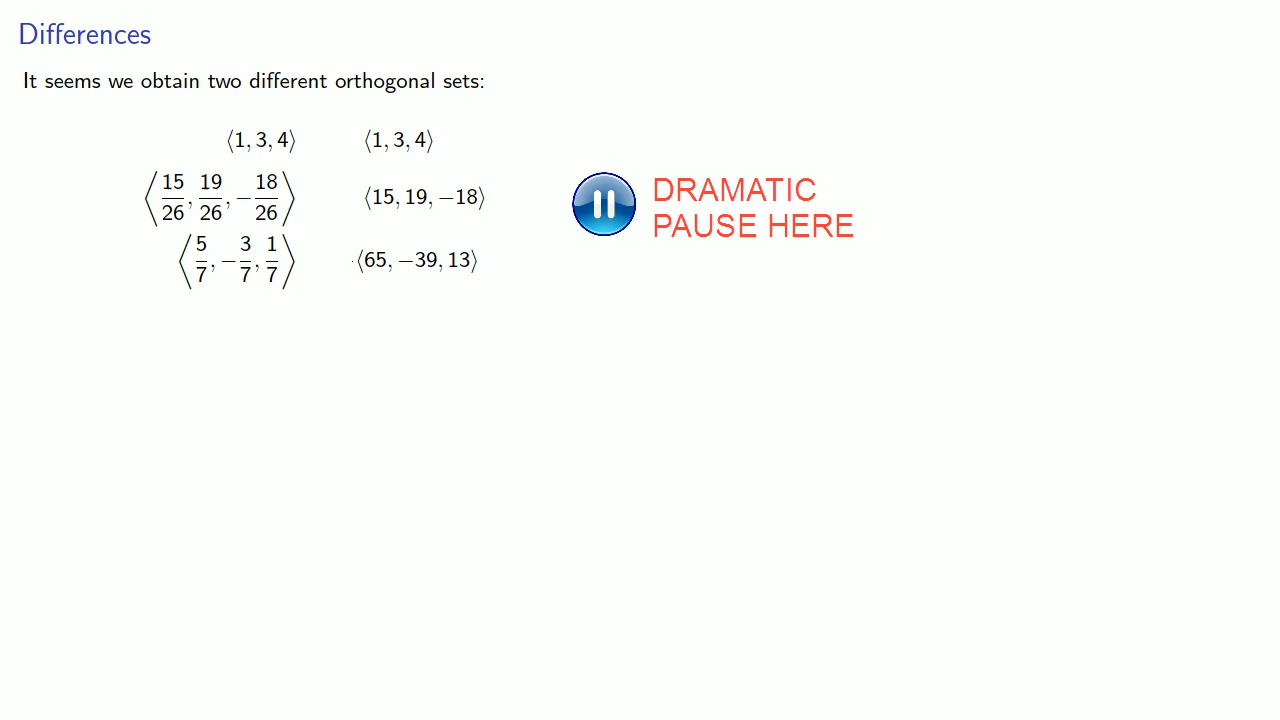 Differences
It seems we obtain two different orthogonal sets:
⟨1, 3, 4⟩ ⟨1, 3, 4⟩
⟨15/26, 19/26, −18/26⟩ ⟨15, 19, −18⟩
⟨5/7, −3/7, 1/7⟩ ⟨65, −39, 13⟩
DRAMATIC
PAUSE HERE